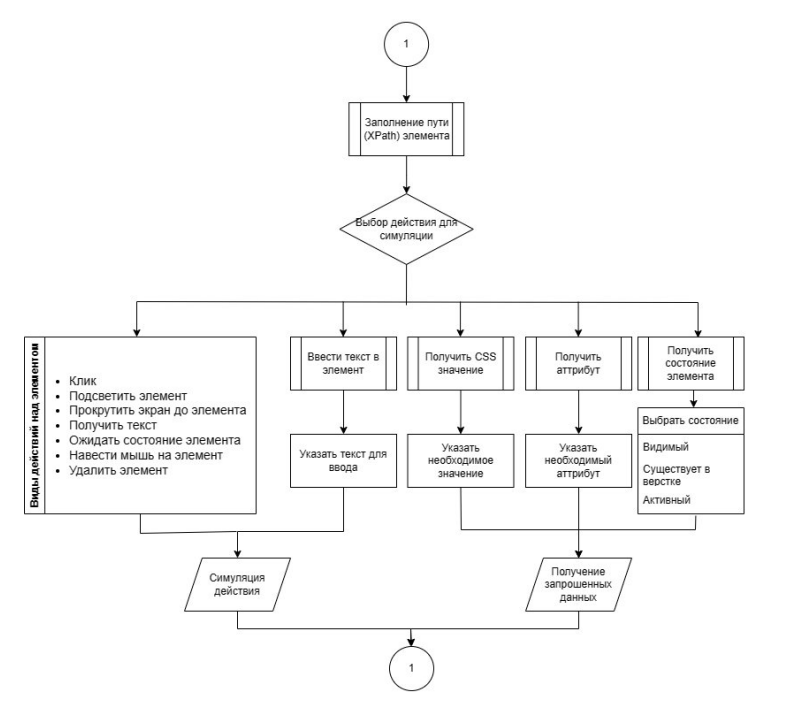 1
Заполнение пути
(XPath) элемента
Выбор действия для
симуляции
Виды действий над элементом
Клик
Подсветить элемент
Прокрутить экран до элемента
Получить текст
Ожидать состояние элемента
Навести мышь на элемент
Удалить элемент
Ввести текст в
элемент
Получить CSS
значение
Получить
аттрибут
Получить
состояние
элемента
Указать текст для
ввода
Указать
необходимое
значение
Указать
необходимый
аттрибут
Выбрать состояние
Видимый
Существует в
верстке
Активный
Симуляция
действия
Получение
запрошенных
данных
1